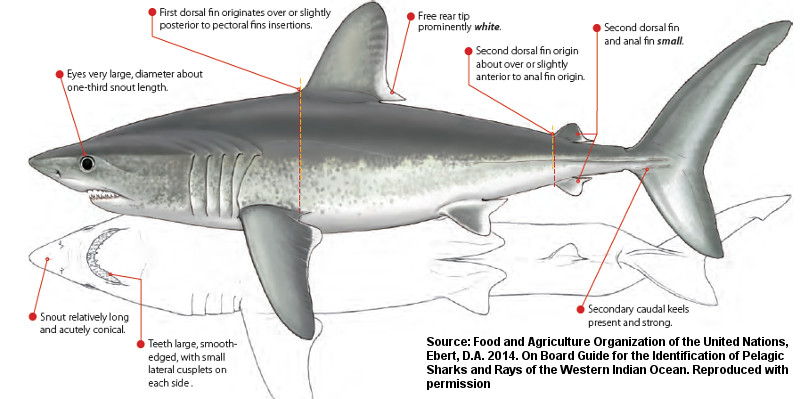 First dorsal fin originates over or slightly
posterior to pectoral fins insertions.
Free rear tip
prominently white.
Second dorsal fin
and anal fin small.
Second dorsal fin origin
about over or slightly
anterior to anal fin origin.
Eyes very large, diameter about
one-third snout length.
Snout relatively long
and acutely conical.
Teeth large, smooth-
edged, with small
lateral cusplets on
each side .
Secondary caudal keels
present and strong.
Source: Food and Agriculture Organization of the United Nations,
Ebert, D.A. 2014. On Board Guide for the Identification of Pelagic
Sharks and Rays of the Western Indian Ocean. Reproduced with
permission